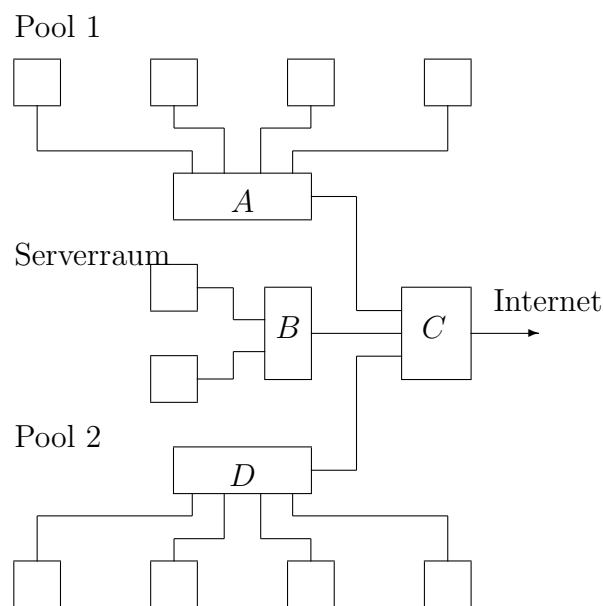 Pool 1
A
Serverraum
Internet
B
C
Pool 2
D